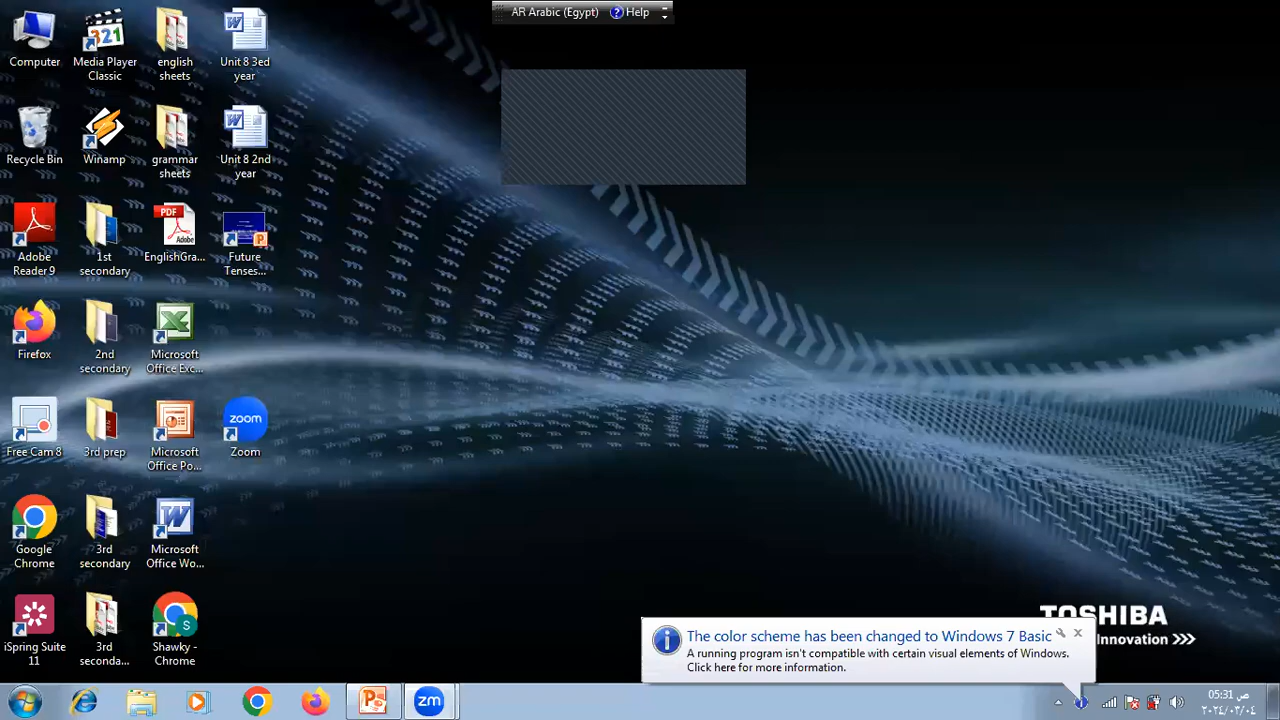 AR Arabic (Egypt) Help
Computer
Media Player
Classic
english
sheets
Unit 8 3ed
year
Recycle Bin
Winamp
grammar
sheets
Unit 8 2nd
year
Adobe
Reader 9
1st
secondary
PDF
Adobe
EnglishGra...
Future
Tenses...
Firefox
2nd
secondary
Microsoft
Office Exc...
Free Cam 8
3rd prep
Microsoft
Office Po...
zoom
Zoom
Google
Chrome
3rd
secondary
Microsoft
Office Wo...
iSpring Suite
11
3rd
seconda...
S
Shawky -
Chrome
TOSHIBA
Innovation >>>
The color scheme has been changed to Windows 7 Basic
A running program isn't compatible with certain visual elements of Windows.
Click here for more information.
zm
05:31 ص
٢٠٢٤/٠٣/٠٤